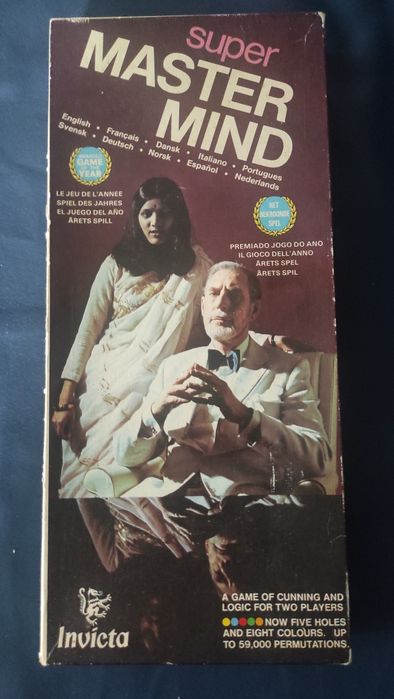 super
MASTER
MIND
English • Français • Dansk • Italiano • Portugues
Svensk • Deutsch • Norsk • Español • Nederlands
GAME
YEAR
LE JEU DE L'ANNÉE
SPIEL DES JAHRES
EL JUEGO DEL AÑO
ÅRETS SPILL
HET
BEKROONDE
SPEL
PREMIADO JOGO DO ANO
IL GIOCO DELL'ANNO
ÅRETS SPEL
ÅRETS SPIL
A GAME OF CUNNING AND
LOGIC FOR TWO PLAYERS
NOW FIVE HOLES
AND EIGHT COLOURS. UP
TO 59,000 PERMUTATIONS.
Invicta